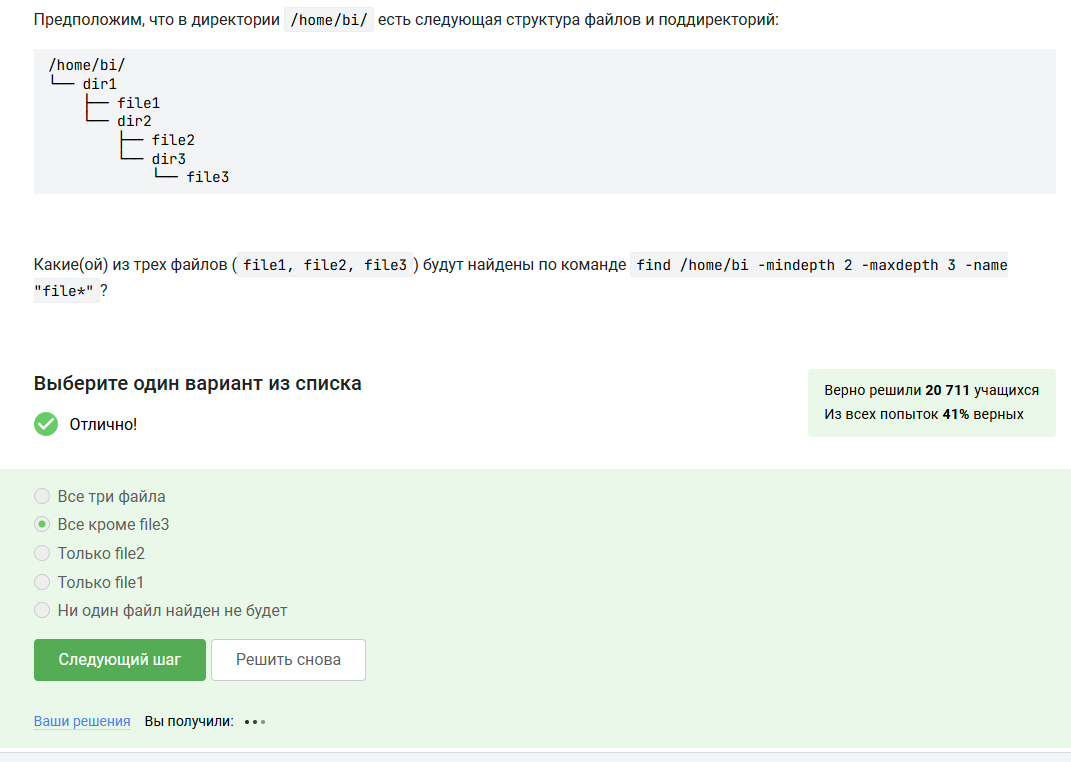 Предположим, что в директории /home/bi/ есть следующая структура файлов и поддиректорий:
/home/bi/
└── dir1
    ├── file1
    └── dir2
        ├── file2
        └── dir3
            └── file3
Какие(ой) из трех файлов ( file1, file2, file3 ) будут найдены по команде find /home/bi -mindepth 2 -maxdepth 3 -name
"file*" ?
Выберите один вариант из списка
Верно решили 20 711 учащихся
Из всех попыток 41% верных
Отлично!
Все три файла
Все кроме file3
Только file2
Только file1
Ни один файл найден не будет
Следующий шаг
Решить снова
Ваши решения Вы получили: